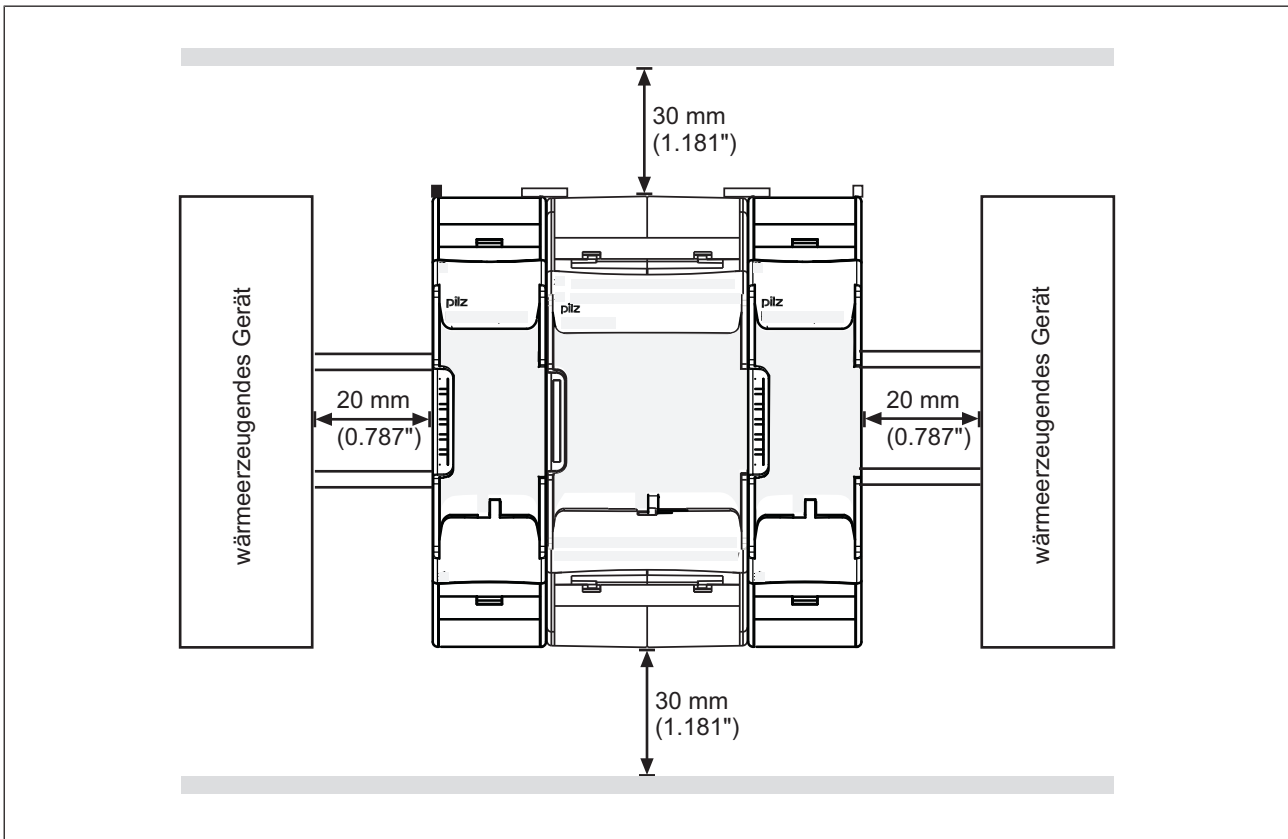 30 mm
(1.181")
wärmeerzeugendes Gerät
pilz
pilz
pilz
wärmeerzeugendes Gerät
20 mm
(0.787")
20 mm
(0.787")
30 mm
(1.181")